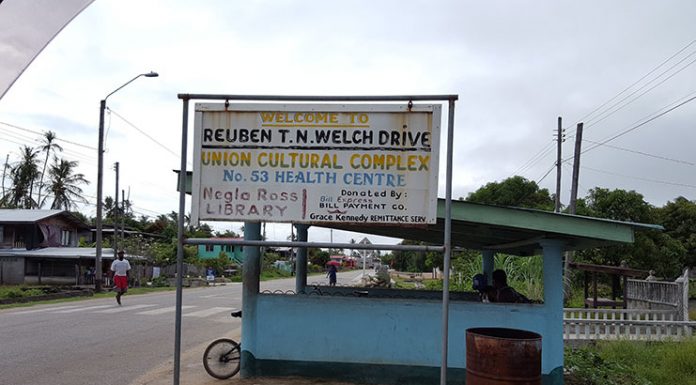 WELCOME TO
REUBEN T.N. WELCH DRIVE
UNION CULTURAL COMPLEX
No. 53 HEALTH CENTRE
Negla Ross
LIBRARY
Donated By:
Bill Express
BILL PAYMENT CO.
Grace Kennedy REMITTANCE SERV.